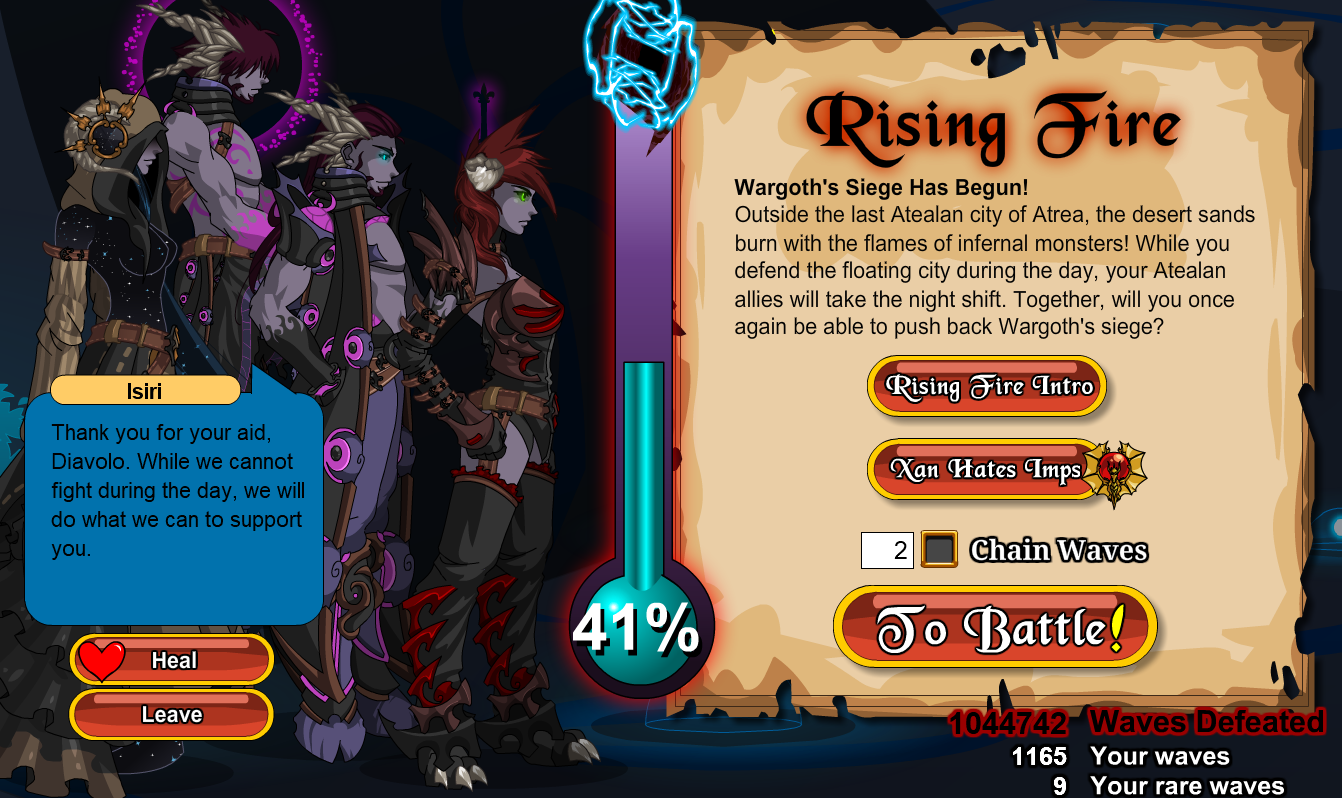 Rising Fire
Wargoth's Siege Has Begun!
Outside the last Atealan city of Atrea, the desert sands
burn with the flames of infernal monsters! While you
defend the floating city during the day, your Atealan
allies will take the night shift. Together, will you once
again be able to push back Wargoth's siege?
Rising Fire Intro
Xan Hates Imps
2 Chain Waves
To Battle!
Isiri
Thank you for your aid,
Diavolo. While we cannot
fight during the day, we will
do what we can to support
you.
Heal
Leave
41%
1044742 Waves Defeated
1165 Your waves
9 Your rare waves